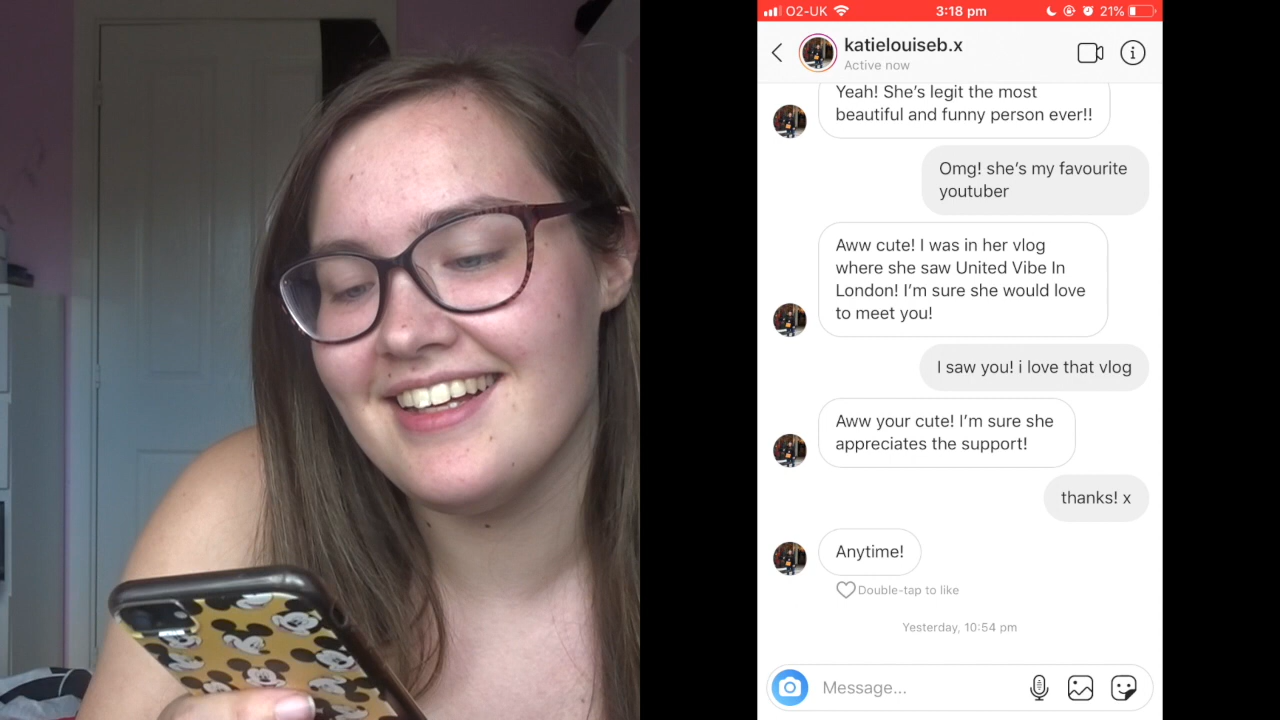 O2-UK
3:18 pm
21%
katielouiseb.x
Active now
Yeah! She's legit the most
beautiful and funny person ever!!
Omg! she's my favourite
youtuber
Aww cute! I was in her vlog
where she saw United Vibe In
London! I'm sure she would love
to meet you!
I saw you! i love that vlog
Aww your cute! I'm sure she
appreciates the support!
thanks! x
Anytime!
Double-tap to like
Yesterday, 10:54 pm
Message...